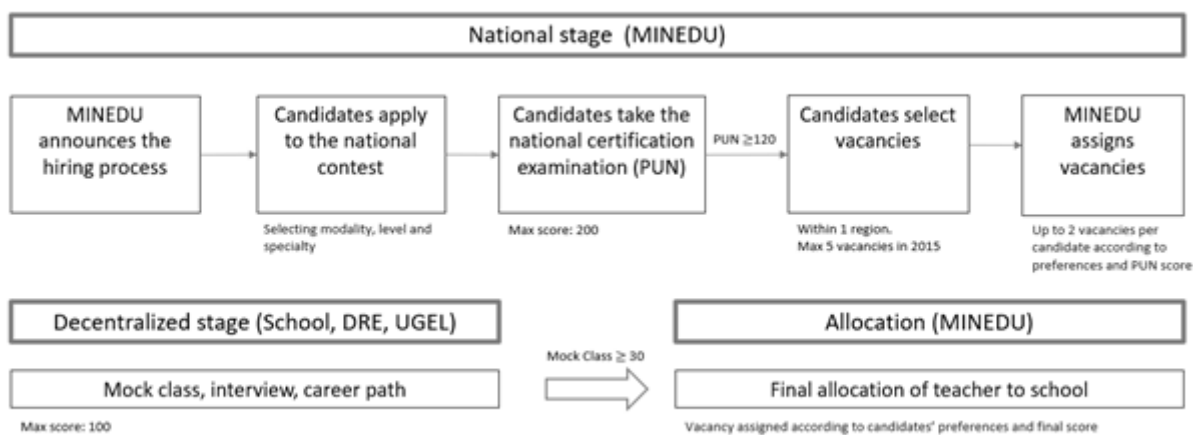 National stage (MINEDU)
MINEDU
announces the
hiring process
Candidates apply
to the national
contest
Selecting modality, level and
specialty
Candidates take the
national certification
examination (PUN)
Max score: 200
PUN ≥120
Candidates select
vacancies
Within 1 region.
Max 5 vacancies in 2015
MINEDU
assigns
vacancies
Up to 2 vacancies per
candidate according to
preferences and PUN score
Decentralized stage (School, DRE, UGEL)
Mock class, interview, career path
Max score: 100
Mock Class ≥ 30
Allocation (MINEDU)
Final allocation of teacher to school
Vacancy assigned according to candidates' preferences and final score